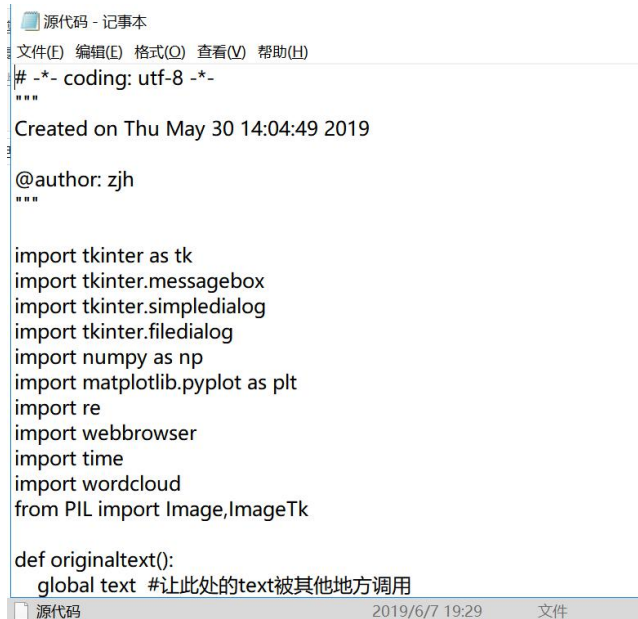 源代码 - 记事本
文件(F) 编辑(E) 格式(O) 查看(V) 帮助(H)
# -*- coding: utf-8 -*-
"""
Created on Thu May 30 14:04:49 2019
@author: zjh
"""
import tkinter as tk
import tkinter.messagebox
import tkinter.simpledialog
import tkinter.filedialog
import numpy as np
import matplotlib.pyplot as plt
import re
import webbrowser
import time
import wordcloud
from PIL import Image,ImageTk
def originaltext():
global text #让此处的text被其他地方调用
源代码 2019/6/7 19:29 文件